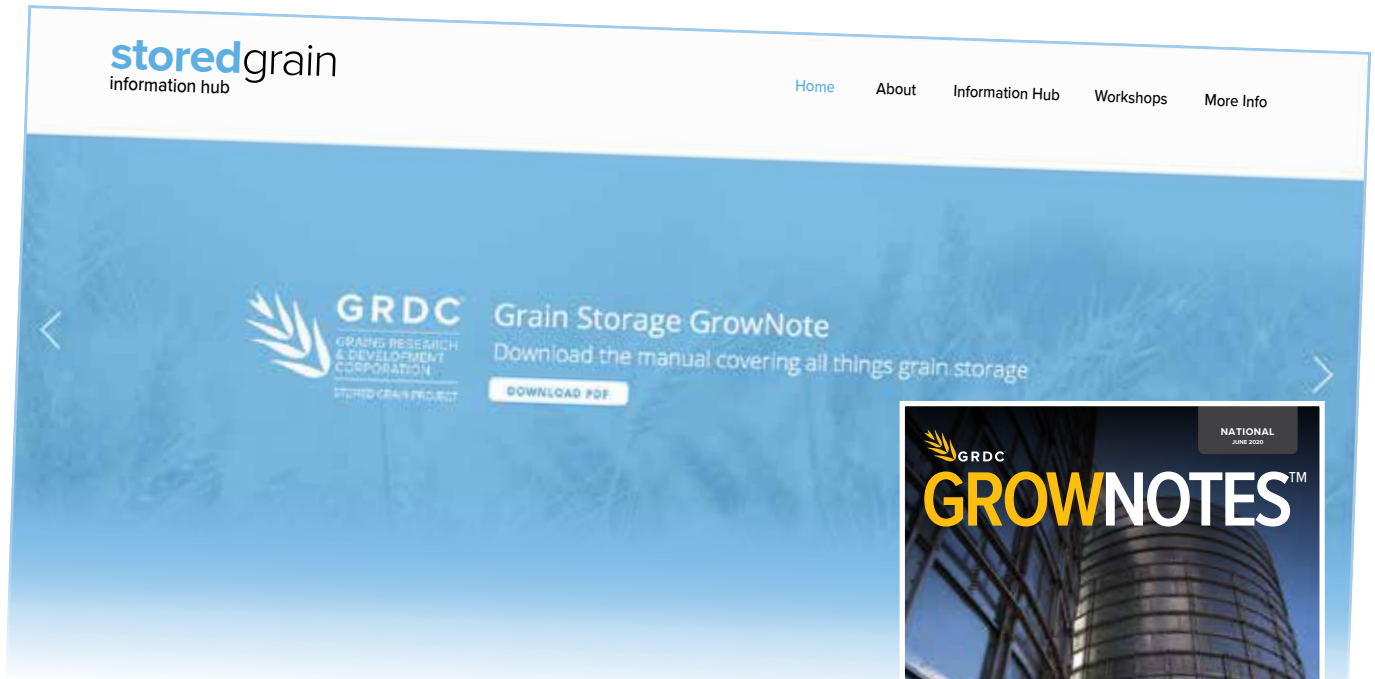 storedgrain
information hub
Home About Information Hub Workshops More Info
GRDC
GRAINS RESEARCH
& DEVELOPMENT
CORPORATION
STORED GRAIN PROJECT
Grain Storage GrowNote
Download the manual covering all things grain storage
DOWNLOAD PDF
NATIONAL
JUNE 2020
GRDC
GROWNOTES™